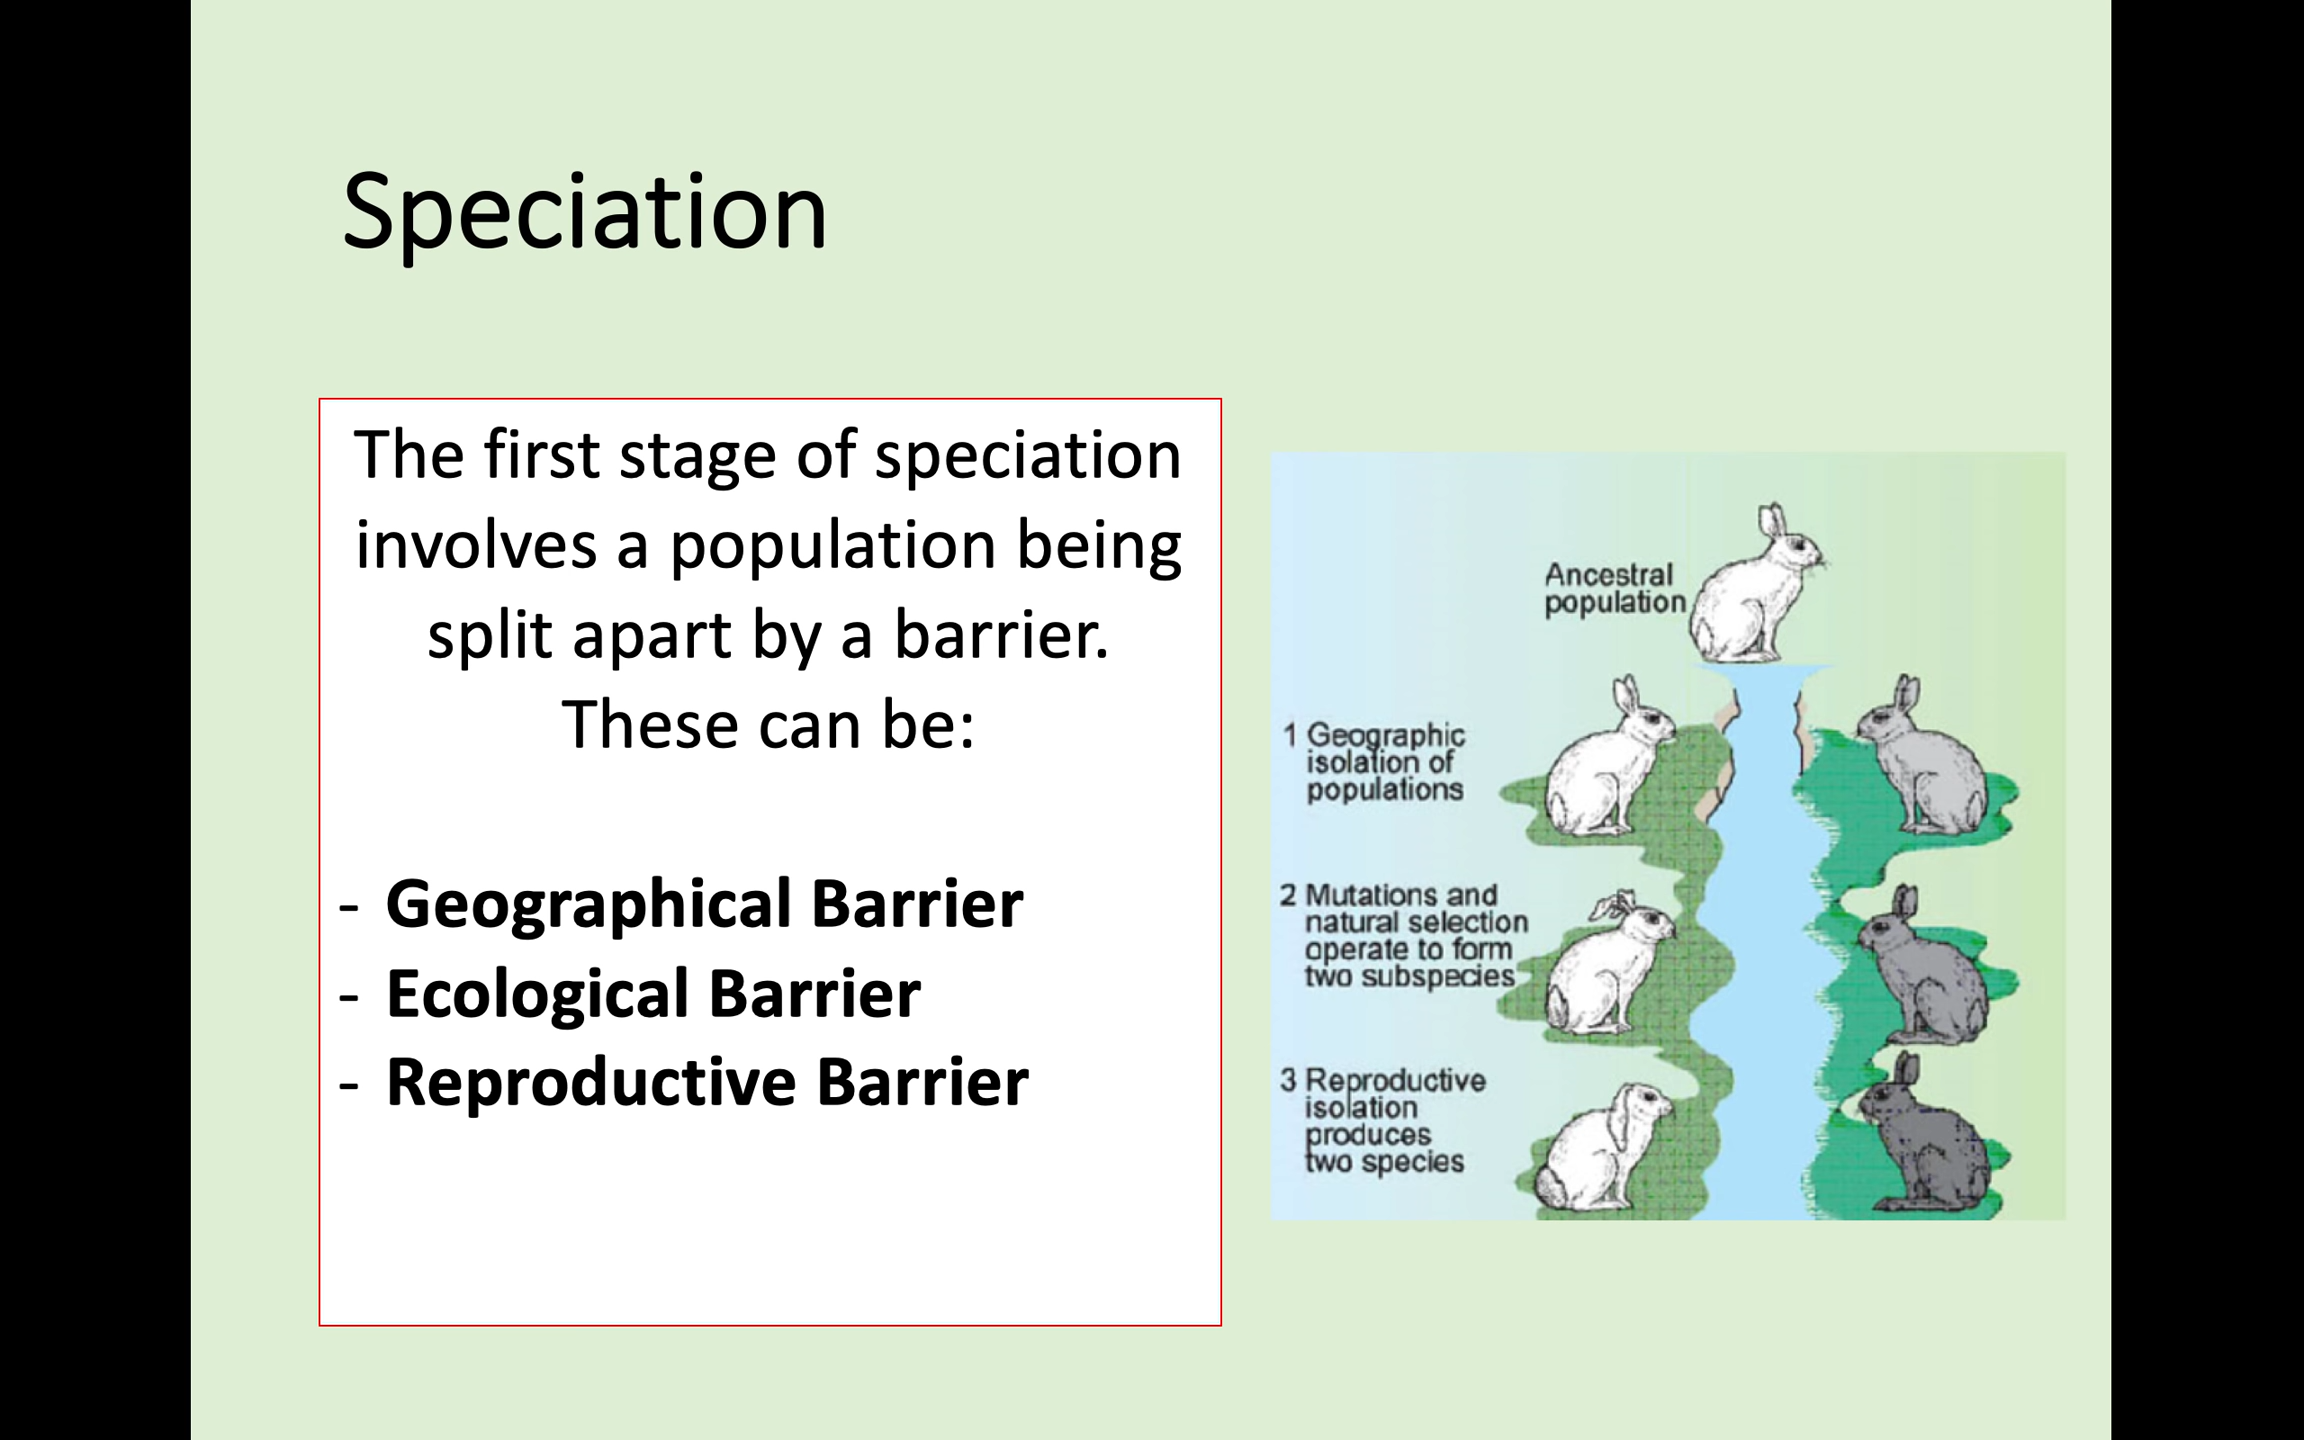 Speciation
The first stage of speciation
involves a population being
split apart by a barrier.
These can be:
- Geographical Barrier
- Ecological Barrier
- Reproductive Barrier
Ancestral
population
1 Geographic
isolation of
populations
2 Mutations and
natural selection
operate to form
two subspecies
3 Reproductive
isolation
produces
two species